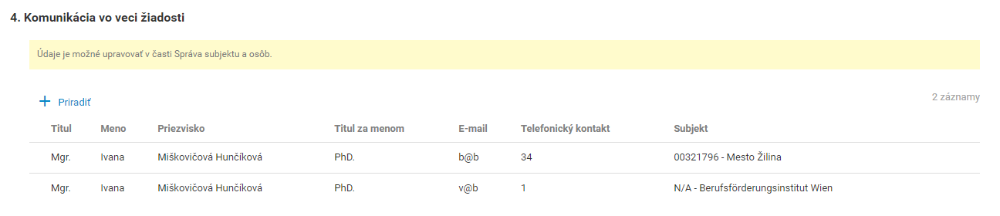 4. Komunikácia vo veci žiadosti
Údaje je možné upravovať v časti Správa subjektu a osôb.
Priradiť
2 záznamy
Titul Meno Priezvisko Titul za menom E-mail Telefonický kontakt Subjekt
Mgr. Ivana Miškovičová Hunčíková PhD. b@b 34 00321796 - Mesto Žilina
Mgr. Ivana Miškovičová Hunčíková PhD. v@b 1 N/A - Berufsförderungsinstitut Wien